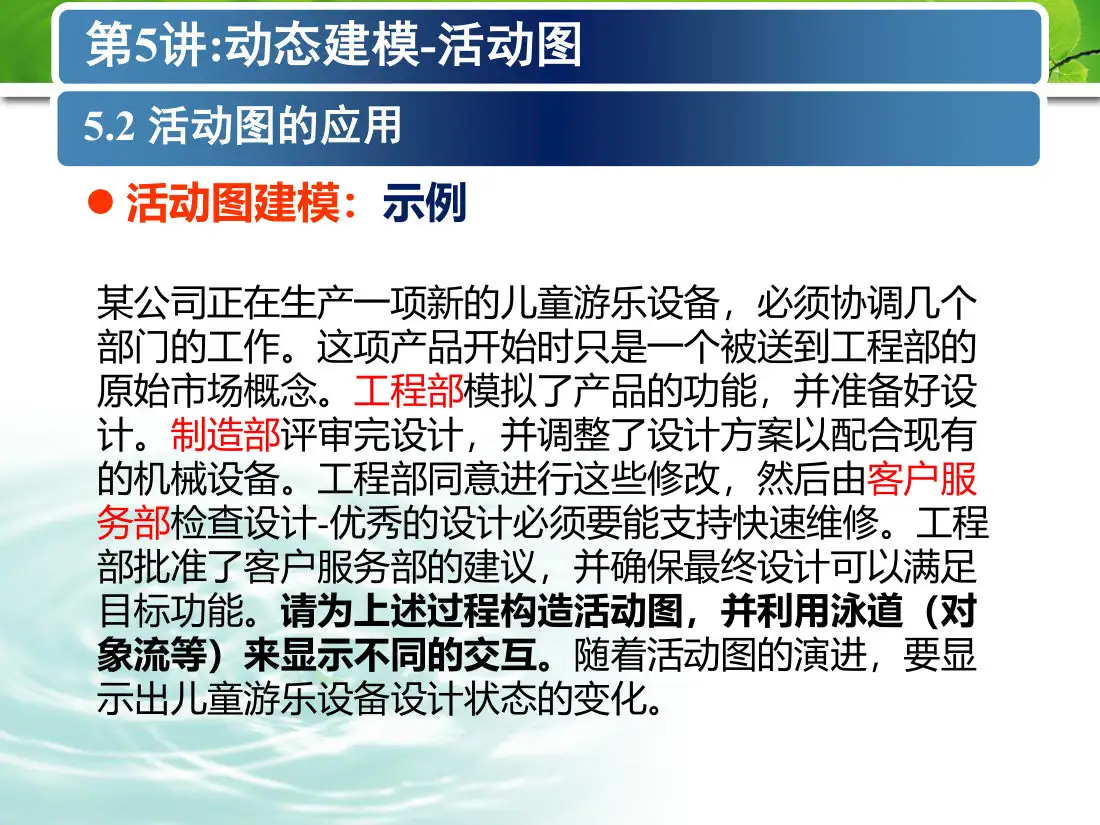 第5讲:动态建模-活动图
5.2 活动图的应用
● 活动图建模：示例
某公司正在生产一项新的儿童游乐设备，必须协调几个
部门的工作。这项产品开始时只是一个被送到工程部的
原始市场概念。工程部模拟了产品的功能，并准备好设
计。制造部评审完设计，并调整了设计方案以配合现有
的机械设备。工程部同意进行这些修改，然后由客户服
务部检查设计-优秀的设计必须要能支持快速维修。工程
部批准了客户服务部的建议，并确保最终设计可以满足
目标功能。请为上述过程构造活动图，并利用泳道（对
象流等）来显示不同的交互。随着活动图的演进，要显
示出儿童游乐设备设计状态的变化。